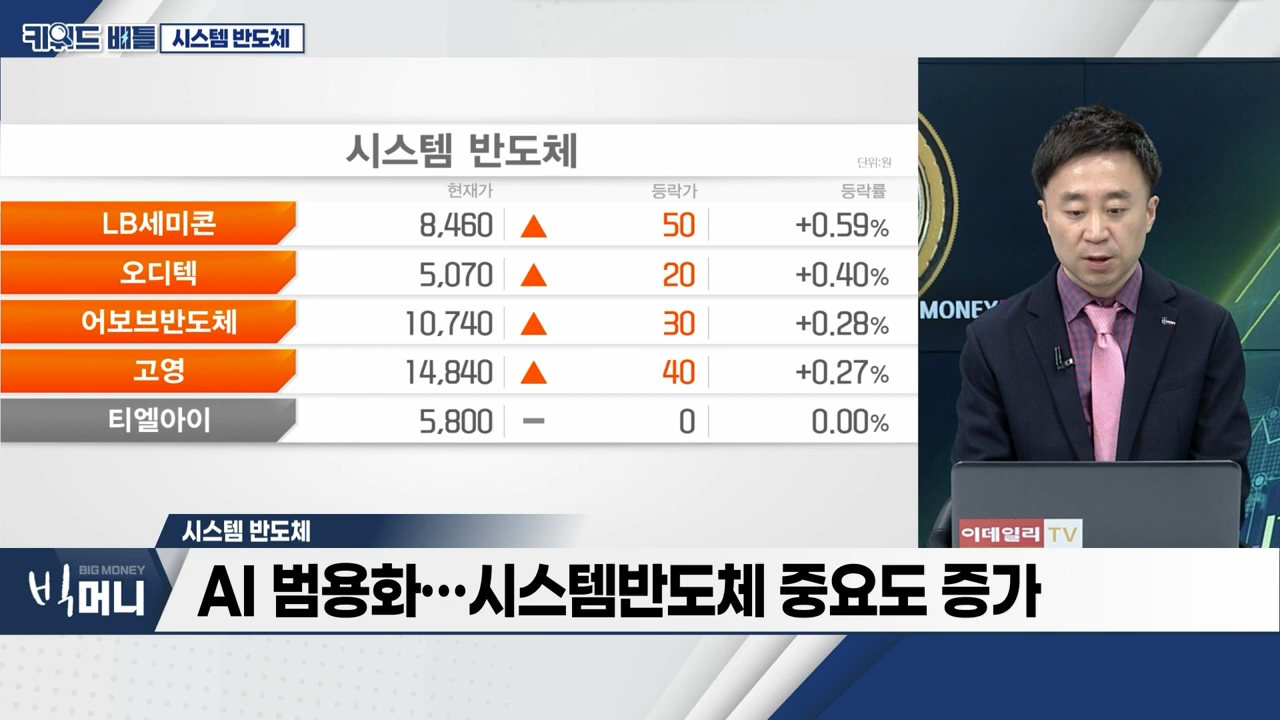 키워드 배틀 시스템 반도체
시스템 반도체
단위:원
현재가 등락가 등락률
LB세미콘 8,460 ▲ 50 +0.59%
오디텍 5,070 ▲ 20 +0.40%
어보브반도체 10,740 ▲ 30 +0.28%
고영 14,840 ▲ 40 +0.27%
티엘아이 5,800 － 0 0.00%
MONEY
이데일리TV
시스템 반도체
BIG MONEY
빅머니
AI 범용화…시스템반도체 중요도 증가